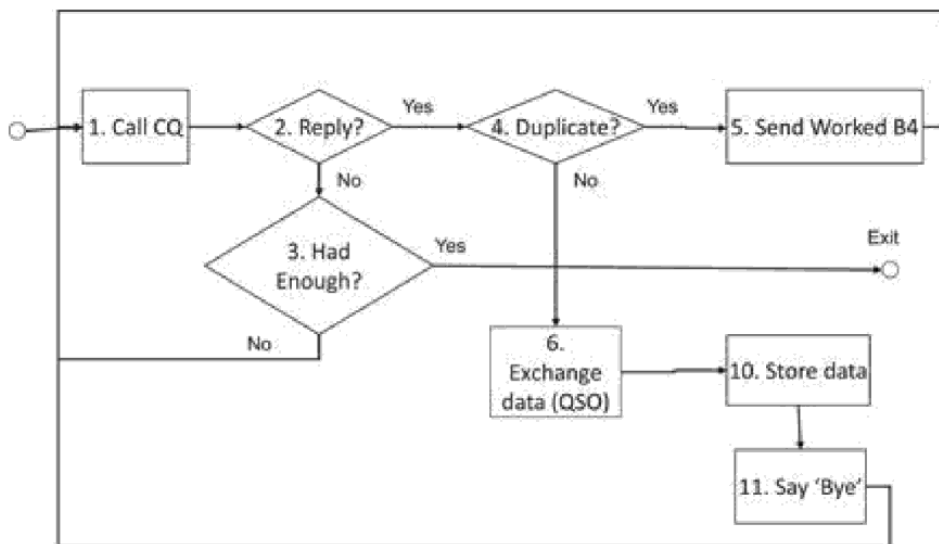 1. Call CQ
2. Reply?
Yes
4. Duplicate?
Yes
5. Send Worked B4
No
No
3. Had
Enough?
Yes
Exit
No
6.
Exchange
data (QSO)
10. Store data
11. Say ‘Bye’